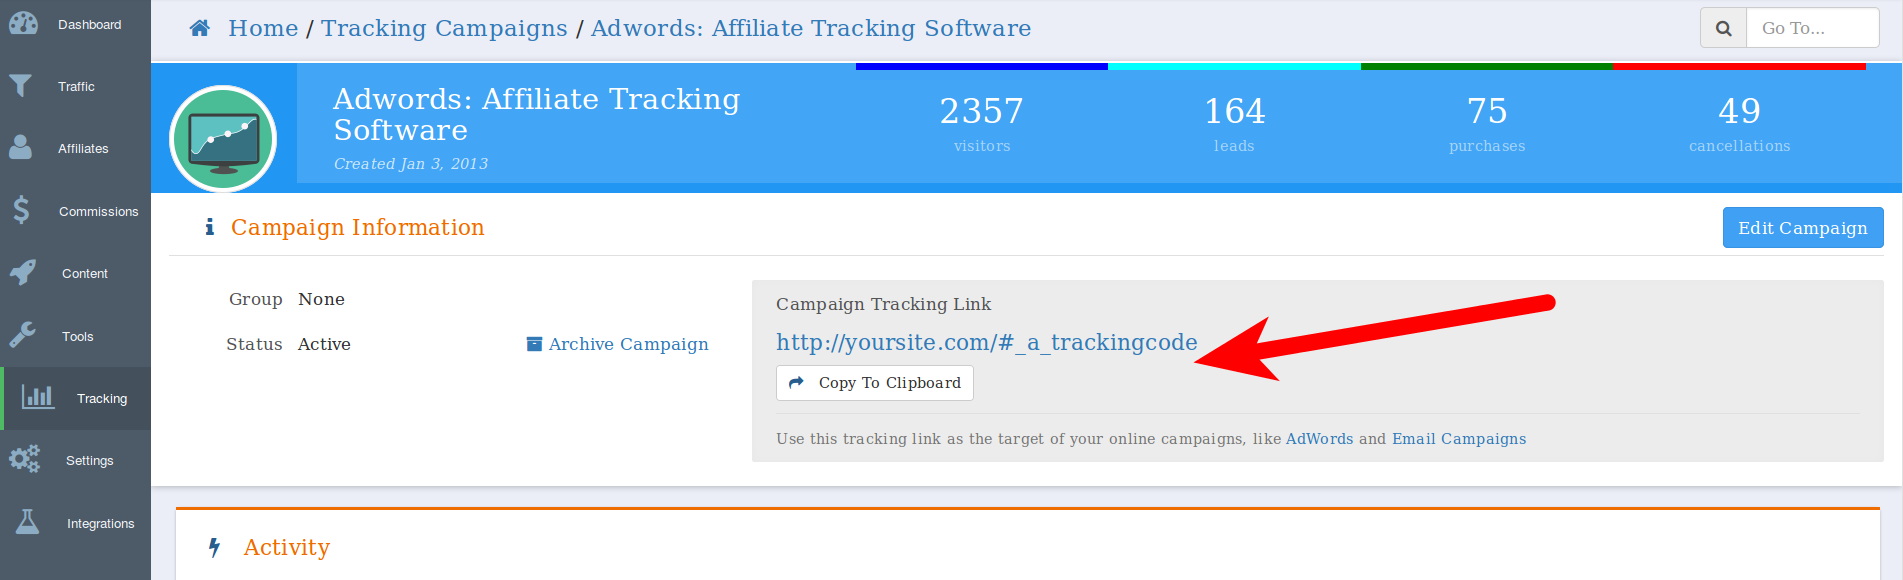 Dashboard
Traffic
Affiliates
Commissions
Content
Tools
Tracking
Settings
Integrations
Home / Tracking Campaigns / Adwords: Affiliate Tracking Software
Go To...
Adwords: Affiliate Tracking
Software
Created Jan 3, 2013
2357
visitors
164
leads
75
purchases
49
cancellations
Campaign Information
Edit Campaign
Group None
Status Active
Archive Campaign
Campaign Tracking Link
http://yoursite.com/#_a_trackingcode
Copy To Clipboard
Use this tracking link as the target of your online campaigns, like AdWords and Email Campaigns
Activity